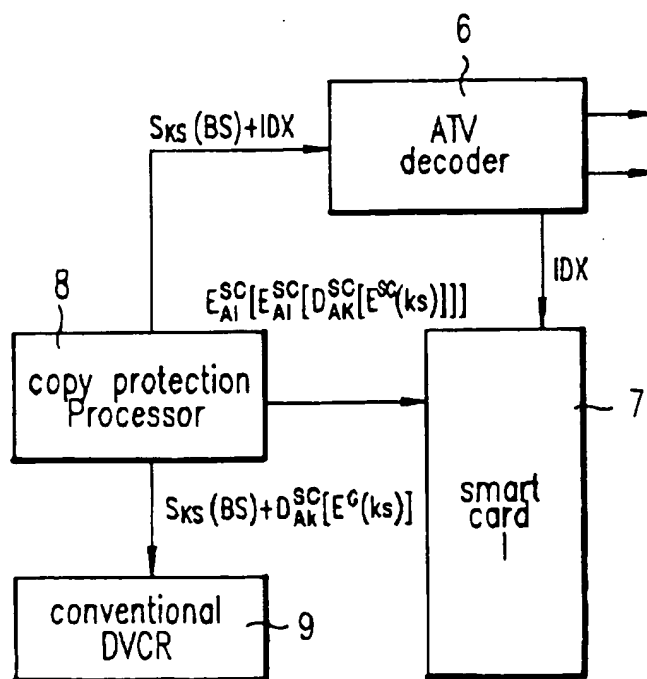 6
ATV
decoder
S_KS(BS)+IDX
IDX
E_AI^SC[E_AI^SC[D_AK^SC[E^SC(ks)]]]
8
copy protection
Processor
7
smart
card
I
S_KS(BS)+D_Ak^SC[E^G(ks)]
conventional
DVCR
9